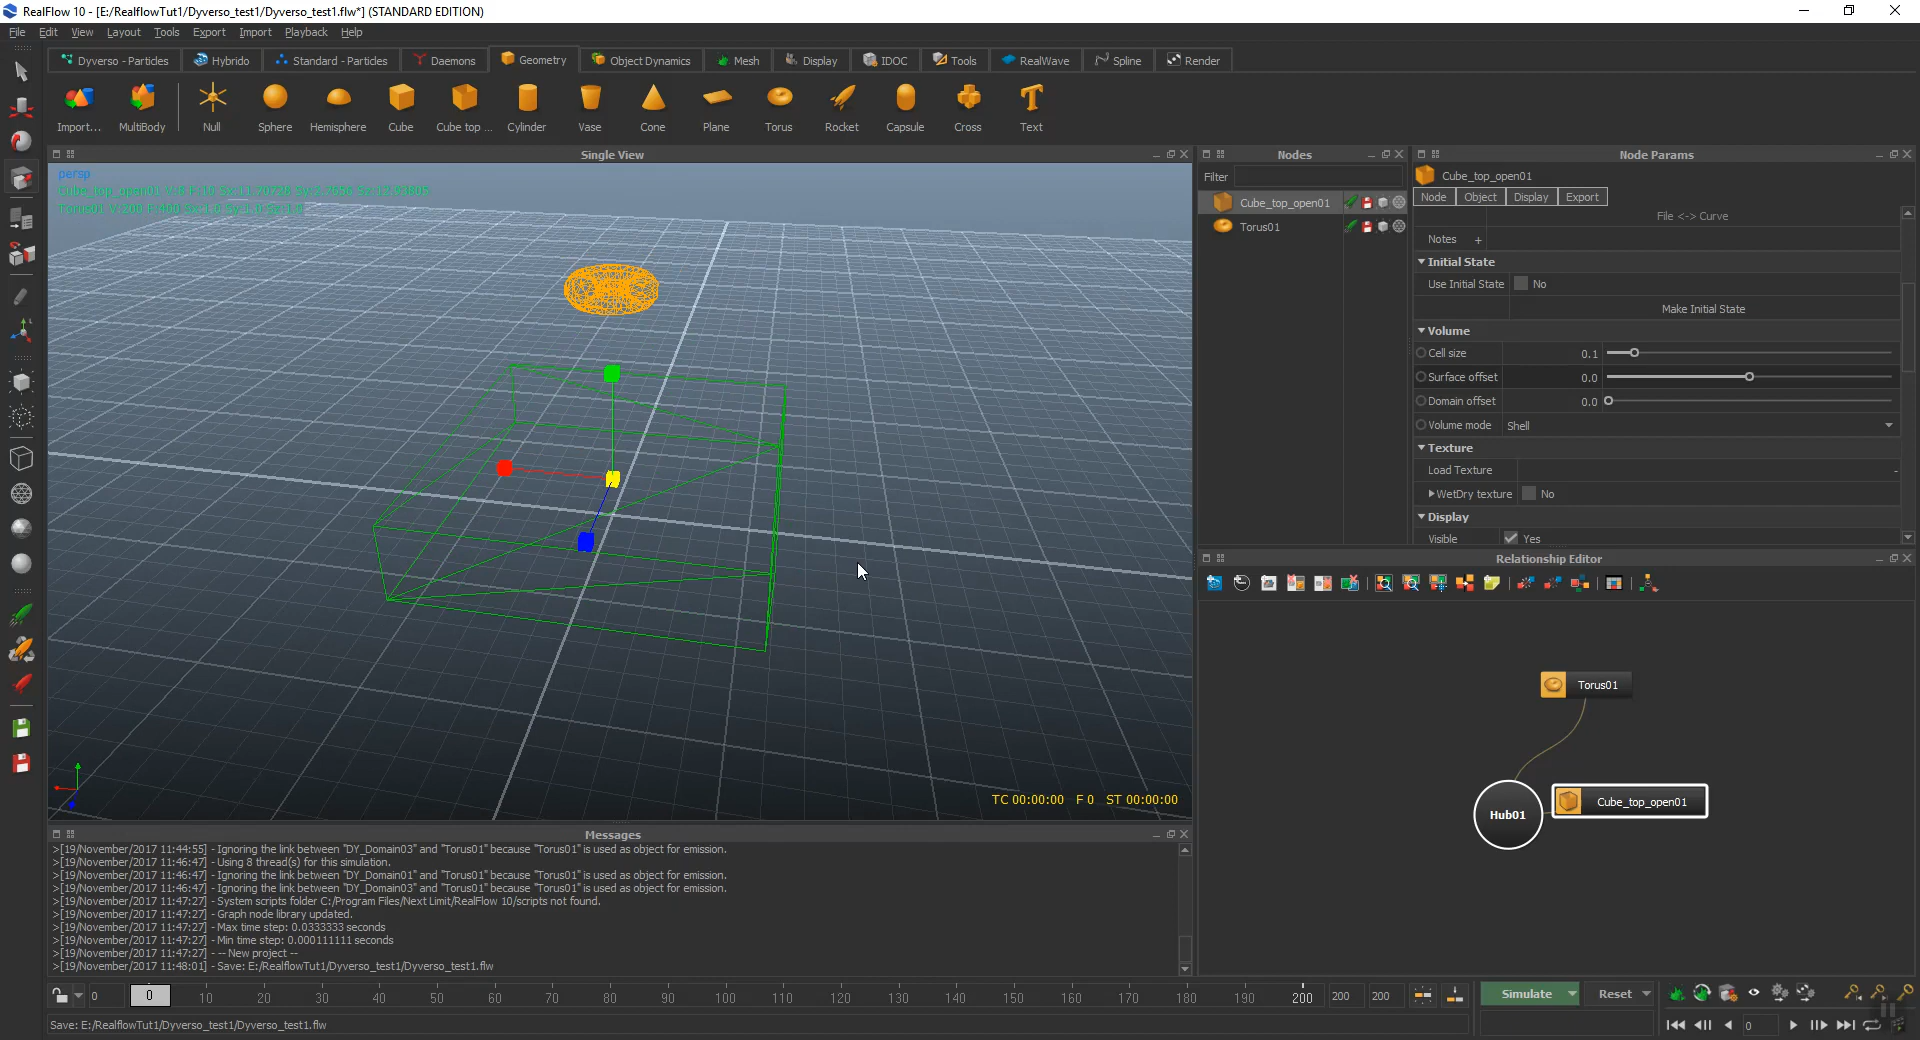 RealFlow 10 - [E:/RealflowTut1/Dyverso_test1/Dyverso_test1.flw*] (STANDARD EDITION)
File Edit View Layout Tools Export Import Playback Help
Dyverso - Particles Hybrido Standard - Particles Daemons Geometry Object Dynamics Mesh Display IDOC Tools RealWave Spline Render
Import... MultiBody Null Sphere Hemisphere Cube Cube top ... Cylinder Vase Cone Plane Torus Rocket Capsule Cross Text
Single View
persp
TC 00:00:00 F 0 ST 00:00:00
Nodes
Filter
Cube_top_open01
Torus01
Node Params
Cube_top_open01
Node Object Display Export
File <-> Curve
Notes +
Initial State
Use Initial State No
Make Initial State
Volume
Cell size 0.1
Surface offset 0.0
Domain offset 0.0
Volume mode Shell
Texture
Load Texture -
WetDry texture No
Display
Visible Yes
Relationship Editor
Torus01
Hub01
Cube_top_open01
Messages
>[19/November/2017 11:44:55] - Ignoring the link between "DY_Domain03" and "Torus01" because "Torus01" is used as object for emission.
>[19/November/2017 11:46:47] - Using 8 thread(s) for this simulation.
>[19/November/2017 11:46:47] - Ignoring the link between "DY_Domain01" and "Torus01" because "Torus01" is used as object for emission.
>[19/November/2017 11:46:47] - Ignoring the link between "DY_Domain03" and "Torus01" because "Torus01" is used as object for emission.
>[19/November/2017 11:47:27] - System scripts folder C:/Program Files/Next Limit/RealFlow 10/scripts not found.
>[19/November/2017 11:47:27] - Graph node library updated.
>[19/November/2017 11:47:27] - Max time step: 0.0333333 seconds
>[19/November/2017 11:47:27] - Min time step: 0.000111111 seconds
>[19/November/2017 11:47:27] - -- New project --
>[19/November/2017 11:48:01] - Save: E:/RealflowTut1/Dyverso_test1/Dyverso_test1.flw
0 0 10 20 30 40 50 60 70 80 90 100 110 120 130 140 150 160 170 180 190 200 200 200
Simulate Reset
Save: E:/RealflowTut1/Dyverso_test1/Dyverso_test1.flw
0